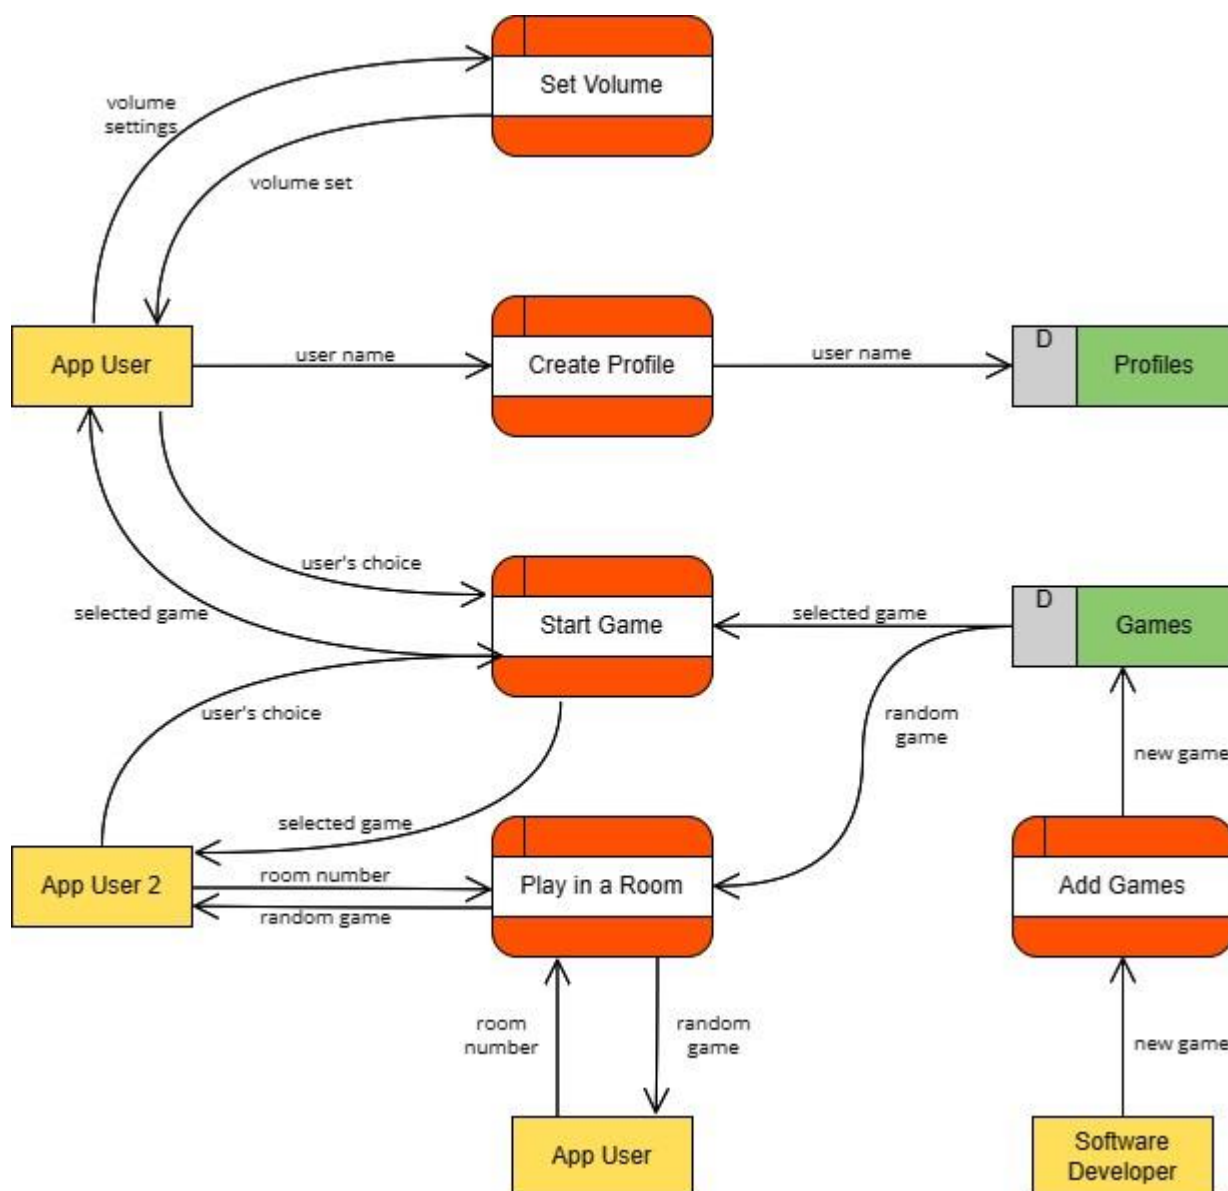 Set Volume
volume
settings
volume set
App User
user name
Create Profile
user name
D
Profiles
user's choice
selected game
Start Game
selected game
D
Games
user's choice
random
game
new game
selected game
App User 2
room number
random game
Play in a Room
Add Games
room
number
random
game
new game
App User
Software
Developer